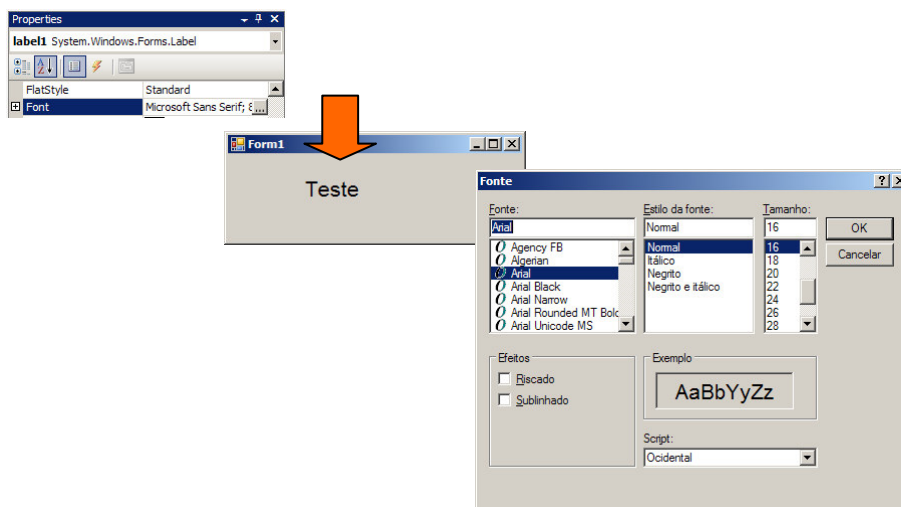 Properties
label1 System.Windows.Forms.Label
FlatStyle Standard
Font Microsoft Sans Serif; 8 ...
Form1
Teste
Fonte
Fonte: Estilo da fonte: Tamanho:
Arial Normal 16 OK
Agency FB Normal 16 Cancelar
Algerian Itálico 18
Arial Negrito 20
Arial Black Negrito e itálico 22
Arial Narrow 24
Arial Rounded MT Bold 26
Arial Unicode MS 28
Efeitos Exemplo
Riscado
Sublinhado
AaBbYyZz
Script:
Ocidental